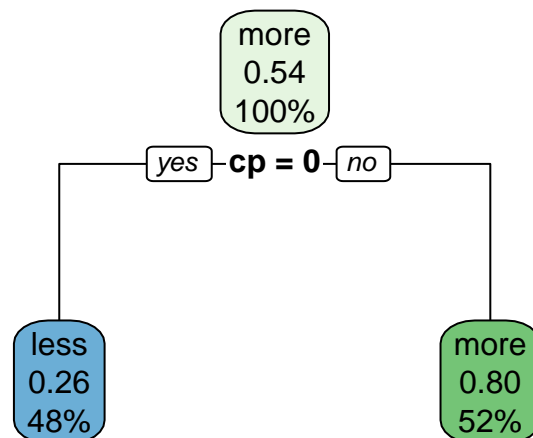 more
0.54
100%
yes cp = 0 no
less
0.26
48%
more
0.80
52%